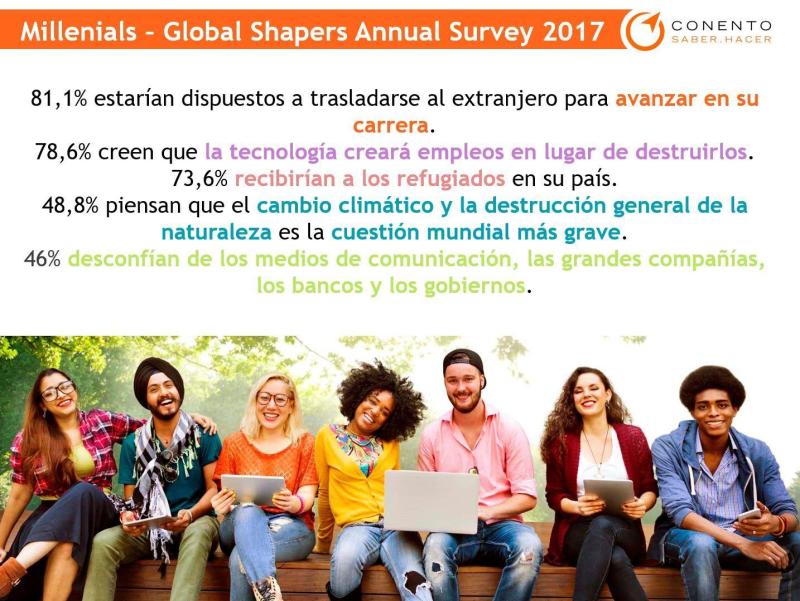 Millenials - Global Shapers Annual Survey 2017
CONENTO
SABER.HACER
81,1% estarían dispuestos a trasladarse al extranjero para avanzar en su
carrera.
78,6% creen que la tecnología creará empleos en lugar de destruirlos.
73,6% recibirían a los refugiados en su país.
48,8% piensan que el cambio climático y la destrucción general de la
naturaleza es la cuestión mundial más grave.
46% desconfían de los medios de comunicación, las grandes compañías,
los bancos y los gobiernos.